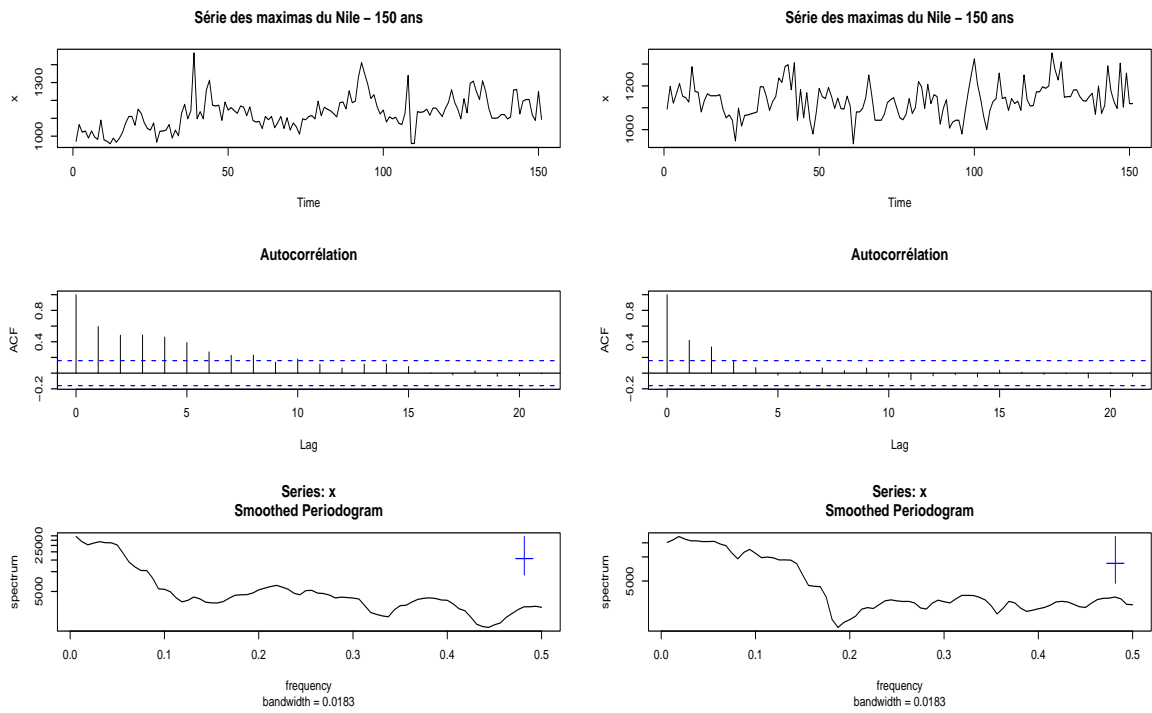 Série des maximas du Nile – 150 ans
x
1000
1300
0
50
100
150
Time
Autocorrélation
ACF
−0.2
0.4
0.8
0
5
10
15
20
Lag
Series: x
Smoothed Periodogram
spectrum
5000
25000
0.0
0.1
0.2
0.3
0.4
0.5
frequency
bandwidth = 0.0183
Série des maximas du Nile – 150 ans
x
1000
1200
0
50
100
150
Time
Autocorrélation
ACF
−0.2
0.4
0.8
0
5
10
15
20
Lag
Series: x
Smoothed Periodogram
spectrum
5000
0.0
0.1
0.2
0.3
0.4
0.5
frequency
bandwidth = 0.0183